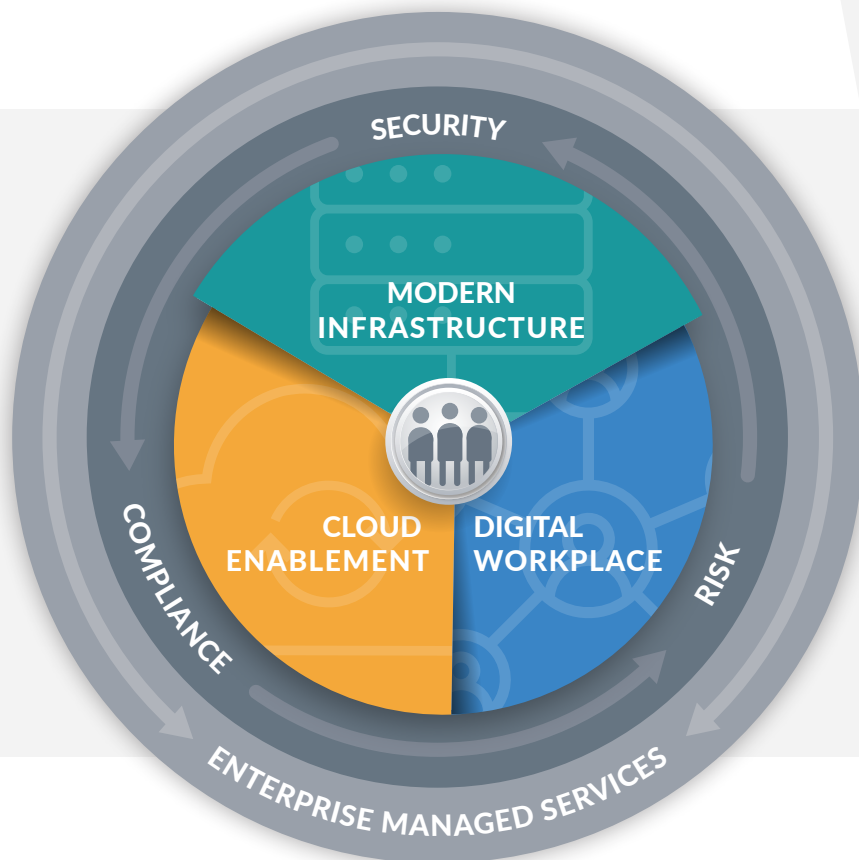 SECURITY
MODERN
INFRASTRUCTURE
CLOUD
ENABLEMENT
DIGITAL
WORKPLACE
COMPLIANCE
RISK
ENTERPRISE MANAGED SERVICES